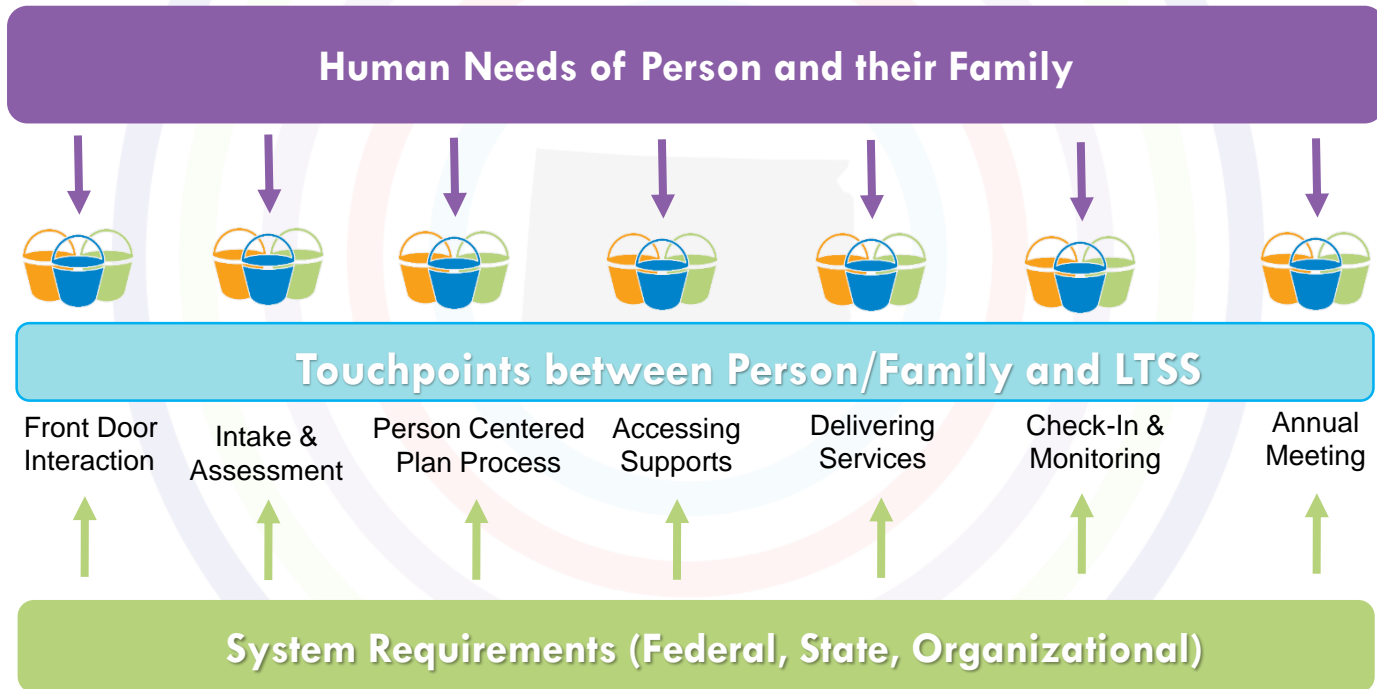 Human Needs of Person and their Family
Touchpoints between Person/Family and LTSS
Front Door
Interaction
Intake &
Assessment
Person Centered
Plan Process
Accessing
Supports
Delivering
Services
Check-In &
Monitoring
Annual
Meeting
System Requirements (Federal, State, Organizational)